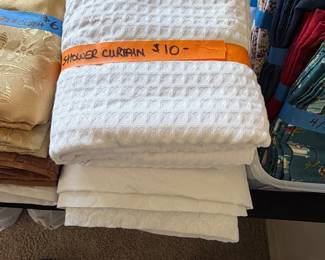 SHOWER CURTAIN $10-